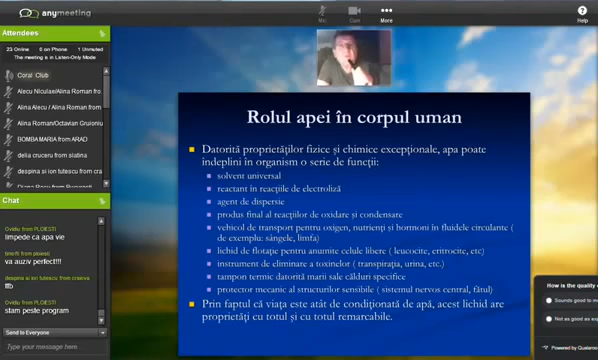 anymeeting
Mic
Cam
More
Help
Attendees
23 Online
0 on Phone
1 Unmuted
The meeting is in Listen-Only Mode
Coral Club
Alecu NIculae/Alina Roman fro
Alina Alecu / Alina Roman from
Alina Roman/Octavian Gruioniu
BOMBA MARIA from ARAD
delia cruceru from slatina
despina si ion tutescu from cra
Chat
Ovidiu from PLOIESTI
limpede ca apa vie
va auziv perfect!!!!
despina si ion tutescu from craiova
fffb
Ovidiu from PLOIESTI
stam peste program
Send to Everyone
Type your message here...
Rolul apei în corpul uman
Datorită proprietăților fizice și chimice excepționale, apa poate
îndeplini în organism o serie de funcții:
solvent universal
reactant în reacțiile de electroliză
agent de dispersie
produs final al reacțiilor de oxidare și condensare
vehicol de transport pentru oxigen, nutrienți și hormoni în fluidele circulante (
de exemplu: sângele, limfa)
lichid de flotație pentru anumite celule libere ( leucocite, eritrocite, etc)
instrument de eliminare a toxinelor ( transpirația, urina, etc.)
tampon termic datorită marii sale călduri specifice
protector mecanic al structurilor sensibile ( sistemul nervos central, fătul)
Prin faptul că viața este atât de condiționată de apă, acest lichid are
proprietăți cu totul și cu totul remarcabile.
How is the quality
Sounds good to
Not as good as
Powered by